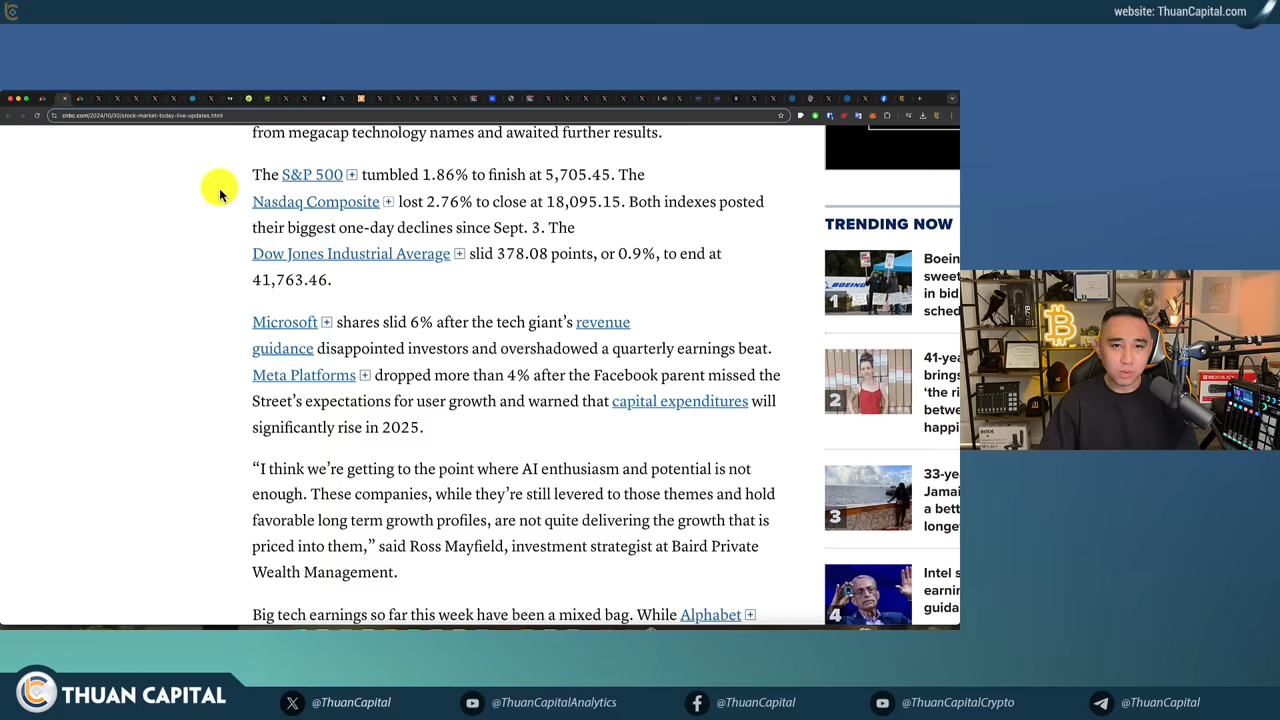 website: ThuanCapital.com
cnbc.com/2024/10/30/stock-market-today-live-updates.html
from megacap technology names and awaited further results.
The S&P 500 tumbled 1.86% to finish at 5,705.45. The
Nasdaq Composite lost 2.76% to close at 18,095.15. Both indexes posted
their biggest one-day declines since Sept. 3. The
Dow Jones Industrial Average slid 378.08 points, or 0.9%, to end at
41,763.46.
Microsoft shares slid 6% after the tech giant’s revenue
guidance disappointed investors and overshadowed a quarterly earnings beat.
Meta Platforms dropped more than 4% after the Facebook parent missed the
Street’s expectations for user growth and warned that capital expenditures will
significantly rise in 2025.
“I think we’re getting to the point where AI enthusiasm and potential is not
enough. These companies, while they’re still levered to those themes and hold
favorable long term growth profiles, are not quite delivering the growth that is
priced into them,” said Ross Mayfield, investment strategist at Baird Private
Wealth Management.
Big tech earnings so far this week have been a mixed bag. While Alphabet
TRENDING NOW
1
Boein
sweet
in bid
sched
2
41-yea
brings
‘the ri
betwe
happi
3
33-yea
Jamai
a bett
longe
4
Intel s
earnin
guida
BOEING
RØDE
THUAN CAPITAL
@ThuanCapital
@ThuanCapitalAnalytics
@ThuanCapital
@ThuanCapitalCrypto
@ThuanCapital